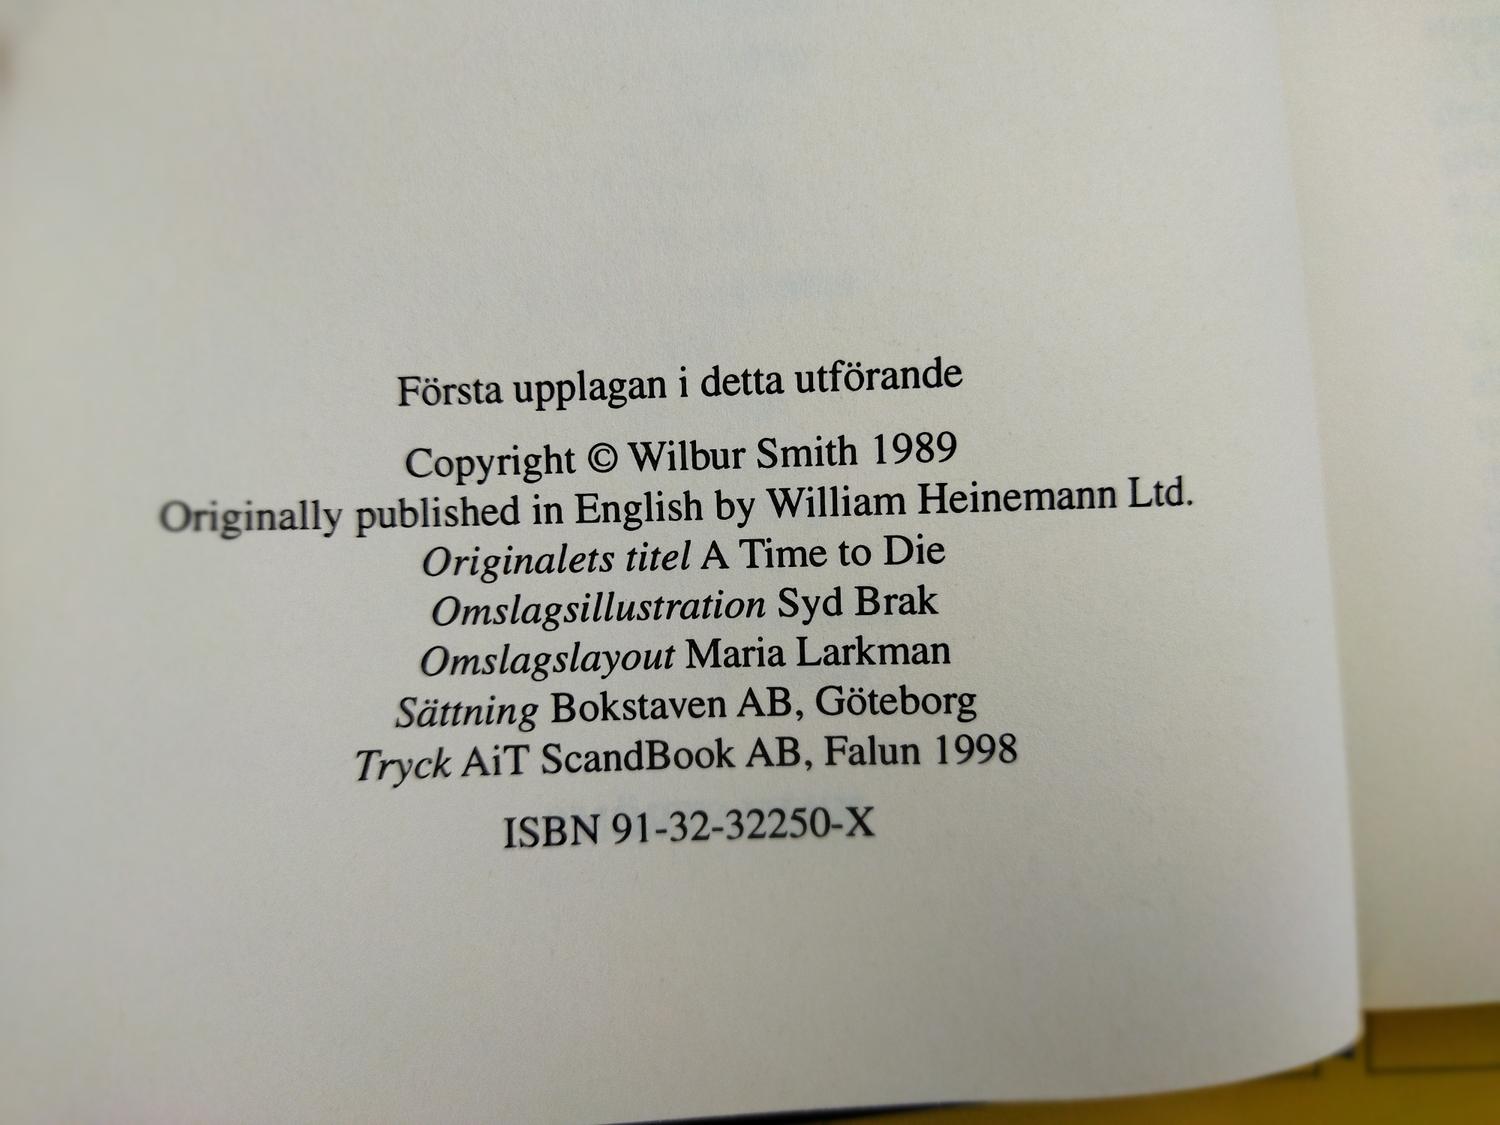 Första upplagan i detta utförande
Copyright © Wilbur Smith 1989
Originally published in English by William Heinemann Ltd.
Originalets titel A Time to Die
Omslagsillustration Syd Brak
Omslagslayout Maria Larkman
Sättning Bokstaven AB, Göteborg
Tryck AiT ScandBook AB, Falun 1998
ISBN 91-32-32250-X